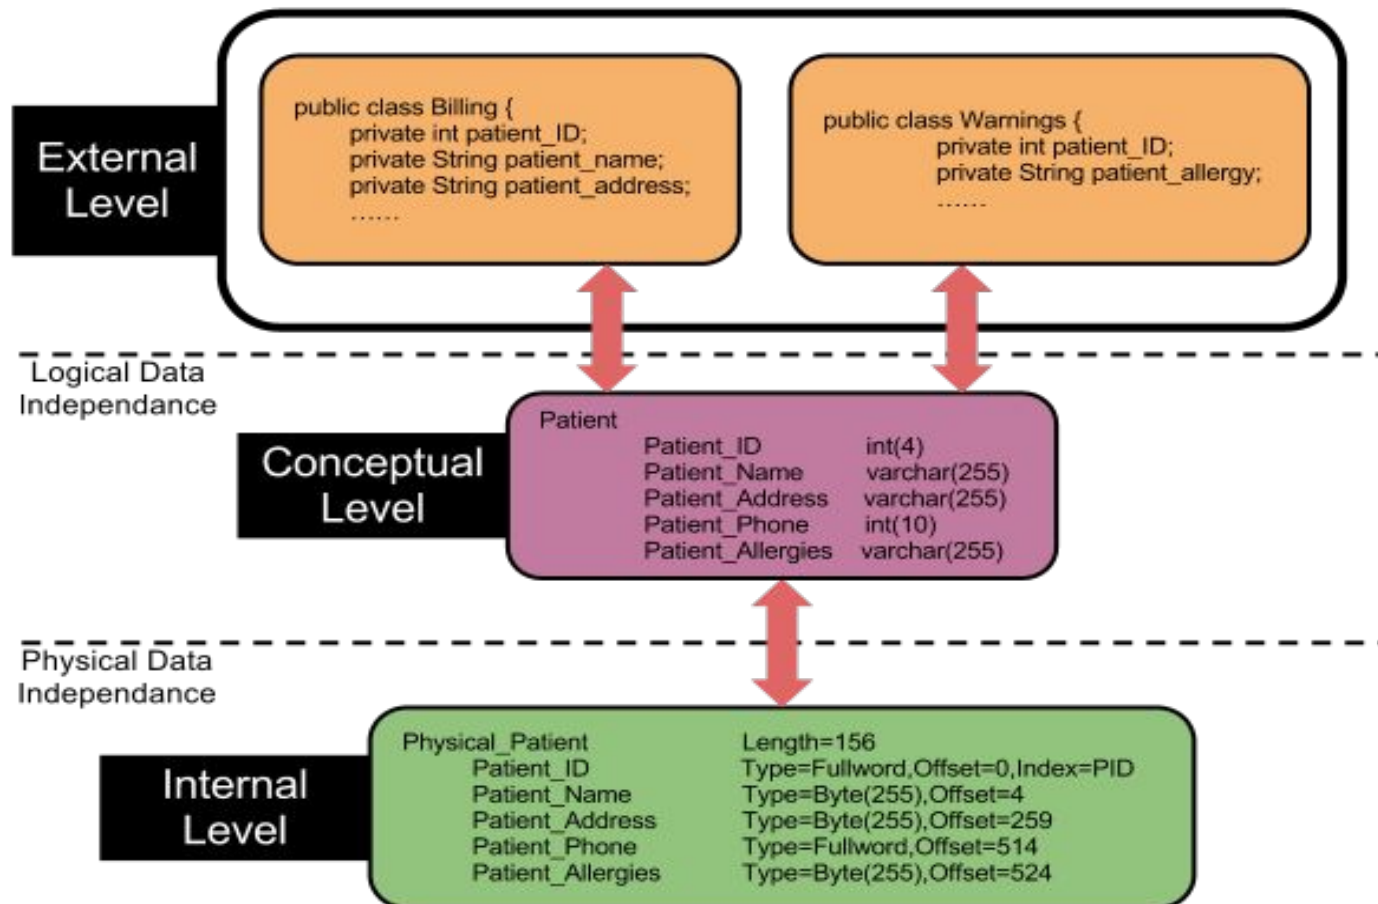 External
Level
public class Billing {
private int patient_ID;
private String patient_name;
private String patient_address;
......
public class Warnings {
private int patient_ID;
private String patient_allergy;
......
Logical Data
Independance
Conceptual
Level
Patient
Patient_ID int(4)
Patient_Name varchar(255)
Patient_Address varchar(255)
Patient_Phone int(10)
Patient_Allergies varchar(255)
Physical Data
Independance
Internal
Level
Physical_Patient Length=156
Patient_ID Type=Fullword,Offset=0,Index=PID
Patient_Name Type=Byte(255),Offset=4
Patient_Address Type=Byte(255),Offset=259
Patient_Phone Type=Fullword,Offset=514
Patient_Allergies Type=Byte(255),Offset=524